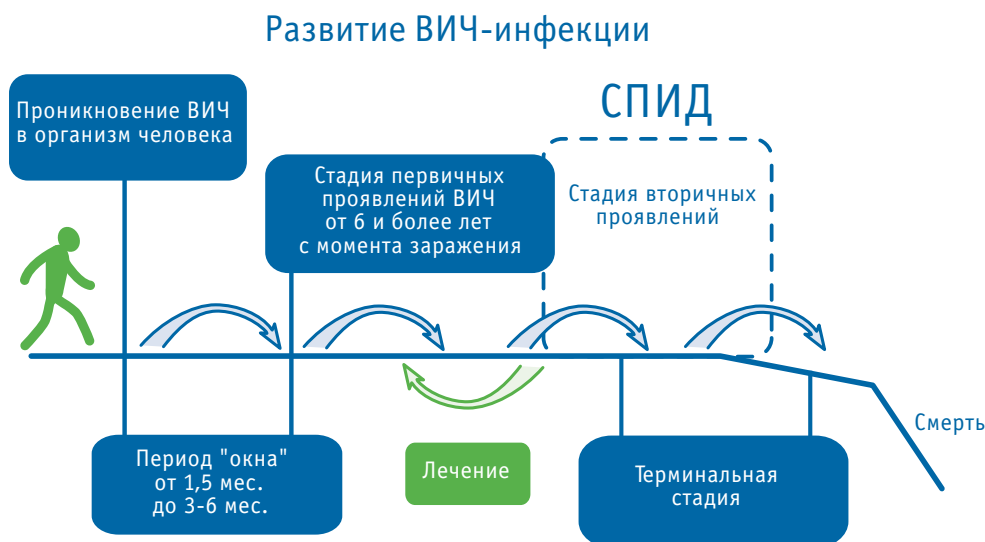 Развитие ВИЧ-инфекции
СПИД
Проникновение ВИЧ
в организм человека
Стадия первичных
проявлений ВИЧ
от 6 и более лет
с момента заражения
Стадия вторичных
проявлений
Период "окна"
от 1,5 мес.
до 3-6 мес.
Лечение
Терминальная
стадия
Смерть